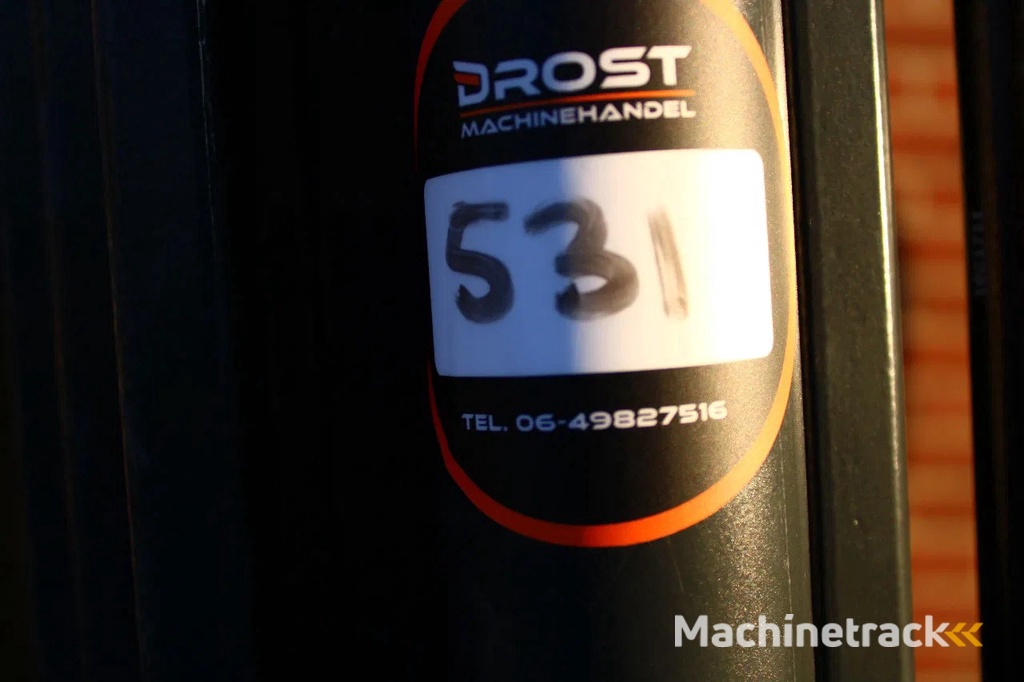 DROST
MACHINEHANDEL
531
TEL. 06-49827516
Machinetrack